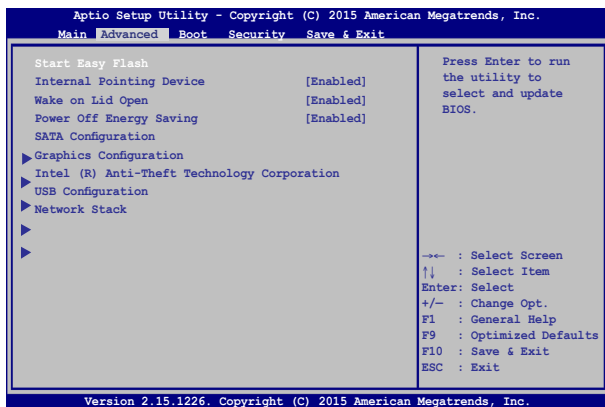 Aptio Setup Utility - Copyright (C) 2015 American Megatrends, Inc.
Main Advanced Boot Security Save & Exit
Start Easy Flash
Internal Pointing Device [Enabled]
Wake on Lid Open [Enabled]
Power Off Energy Saving [Enabled]
SATA Configuration
Graphics Configuration
Intel (R) Anti-Theft Technology Corporation
USB Configuration
Network Stack
Press Enter to run
the utility to
select and update
BIOS.
→← : Select Screen
↑↓ : Select Item
Enter: Select
+/— : Change Opt.
F1 : General Help
F9 : Optimized Defaults
F10 : Save & Exit
ESC : Exit
Version 2.15.1226. Copyright (C) 2015 American Megatrends, Inc.